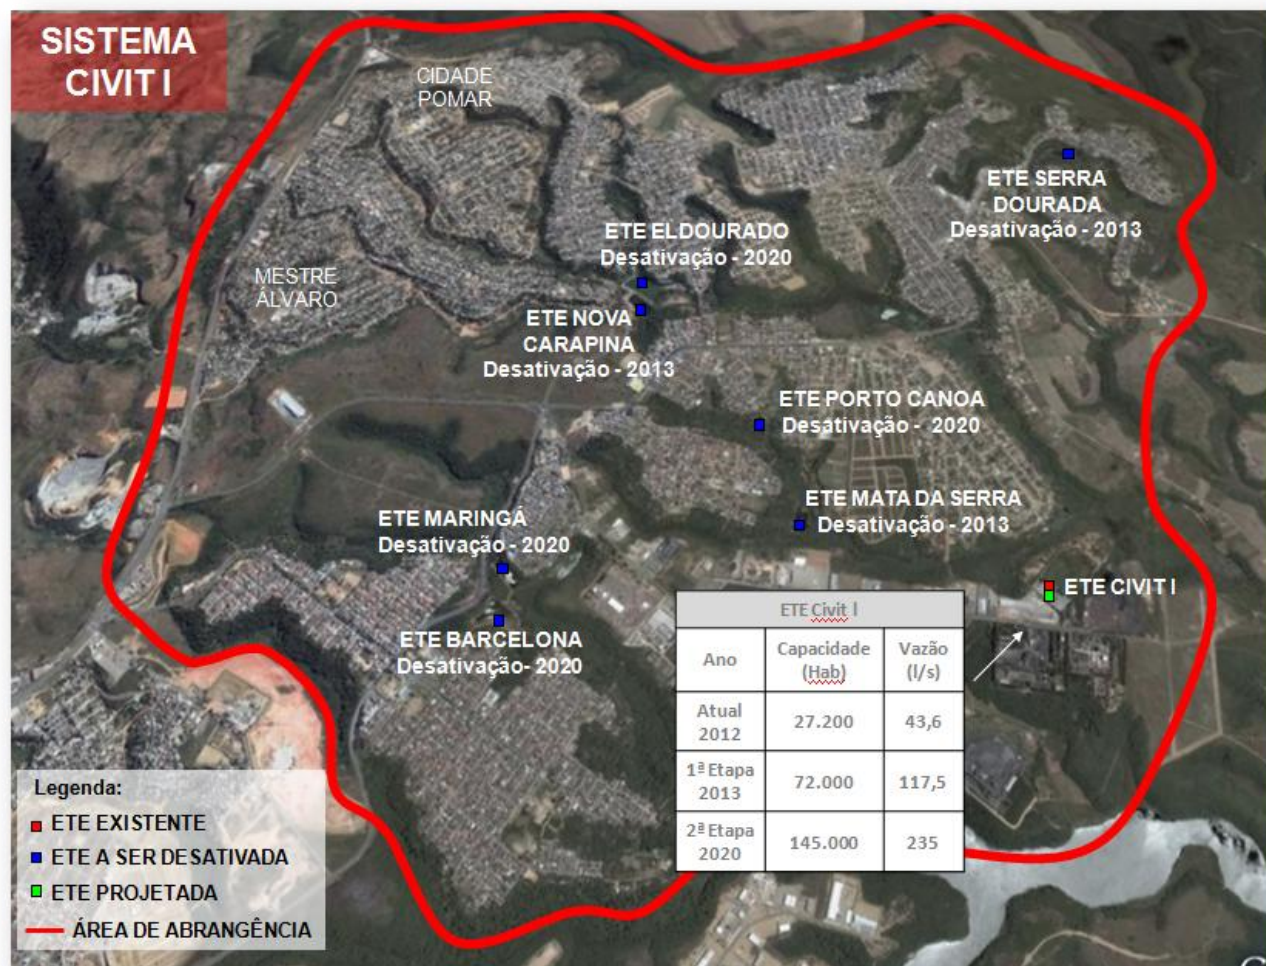 SISTEMA
CIVIT I
CIDADE
POMAR
ETE SERRA
DOURADA
Desativação - 2013
ETE ELDOURADO
Desativação - 2020
MESTRE
ÁLVARO
ETE NOVA
CARAPINA
Desativação - 2013
ETE PORTO CANOA
Desativação - 2020
ETE MATA DA SERRA
Desativação - 2013
ETE MARINGÁ
Desativação - 2020
ETE CIVIT I
ETE BARCELONA
Desativação- 2020
ETE Civit I
Ano Capacidade (Hab) Vazão (l/s)
Atual 2012 27.200 43,6
1ª Etapa 2013 72.000 117,5
2ª Etapa 2020 145.000 235
Legenda:
ETE EXISTENTE
ETE A SER DESATIVADA
ETE PROJETADA
ÁREA DE ABRANGÊNCIA